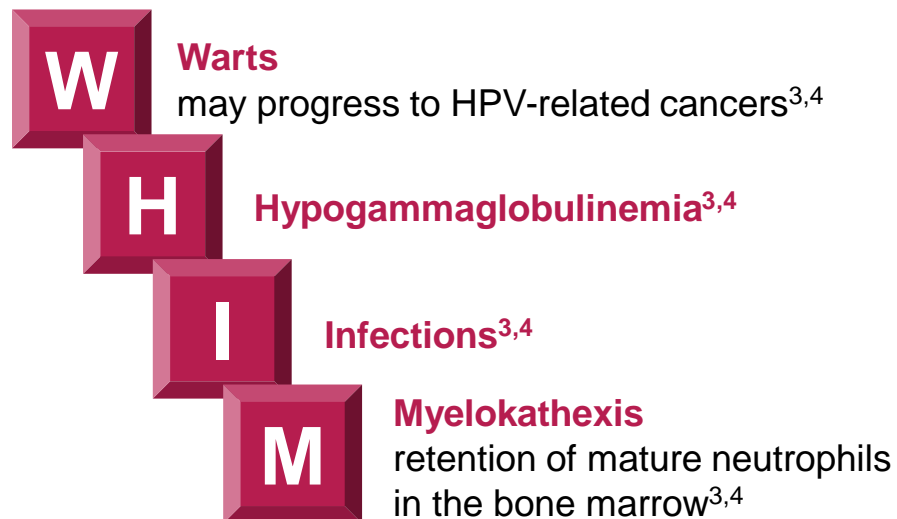 W
Warts
may progress to HPV-related cancers3,4
H
Hypogammaglobulinemia3,4
I
Infections3,4
M
Myelokathexis
retention of mature neutrophils
in the bone marrow3,4